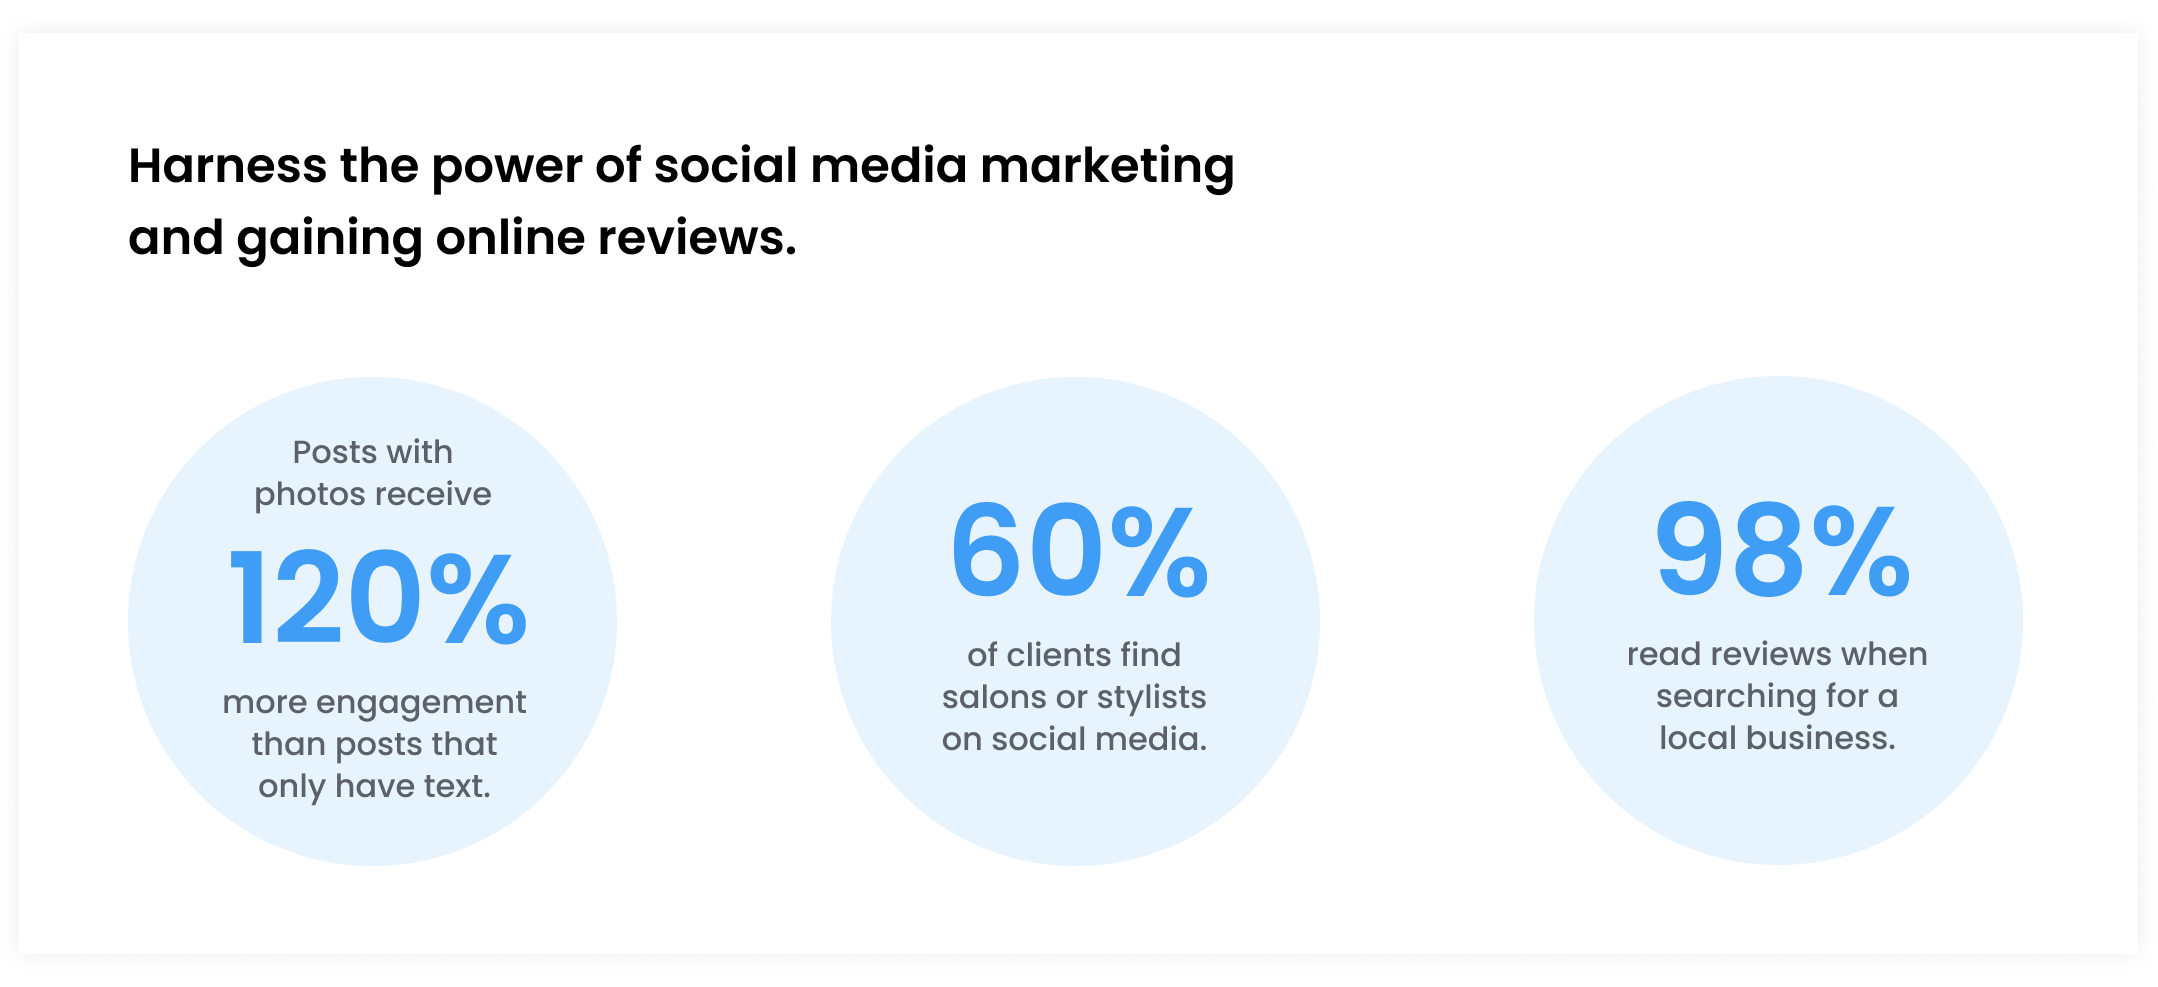 Harness the power of social media marketing
and gaining online reviews.
Posts with
photos receive
120%
more engagement
than posts that
only have text.
60%
of clients find
salons or stylists
on social media.
98%
read reviews when
searching for a
local business.